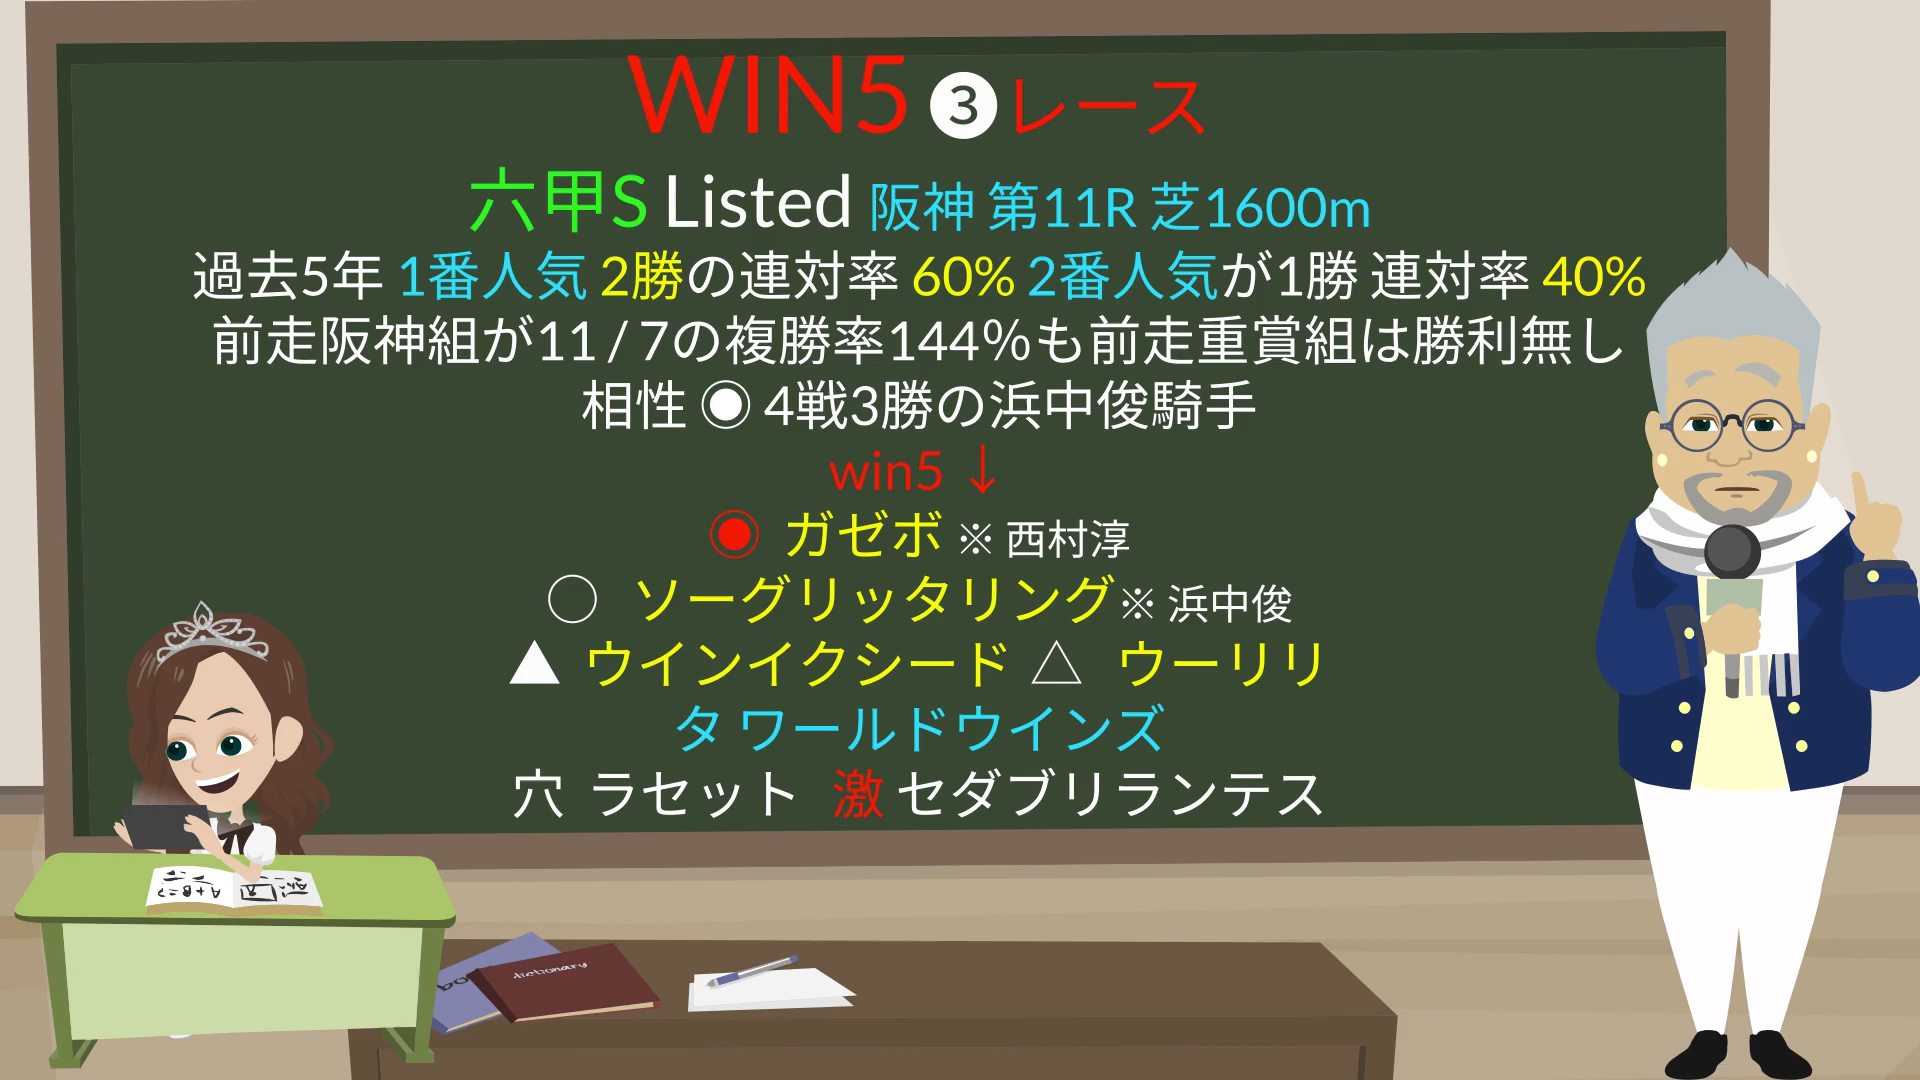 WIN5 ❸レース
六甲S Listed 阪神 第11R 芝1600m
過去5年 1番人気 2勝の連対率 60% 2番人気が1勝 連対率 40%
前走阪神組が11 / 7の複勝率144%も前走重賞組は勝利無し
相性 ◉ 4戦3勝の浜中俊騎手
win5 ↓
◉ ガゼボ ※ 西村淳
○ ソーグリッタリング※ 浜中俊
▲ ウインイクシード △ ウーリリ
タ ワールドウインズ
穴 ラセット 激 セダブリランテス
dictionary